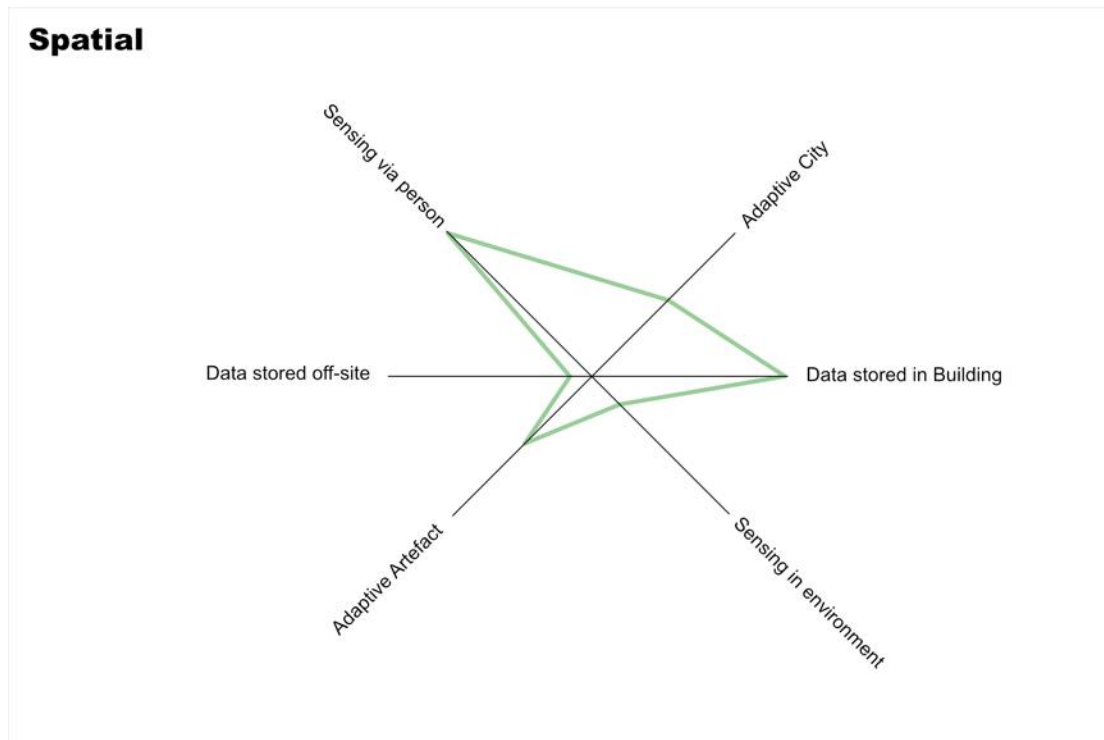 Spatial
Sensing via person
Adaptive City
Data stored off-site
Data stored in Building
Adaptive Artefact
Sensing in environment